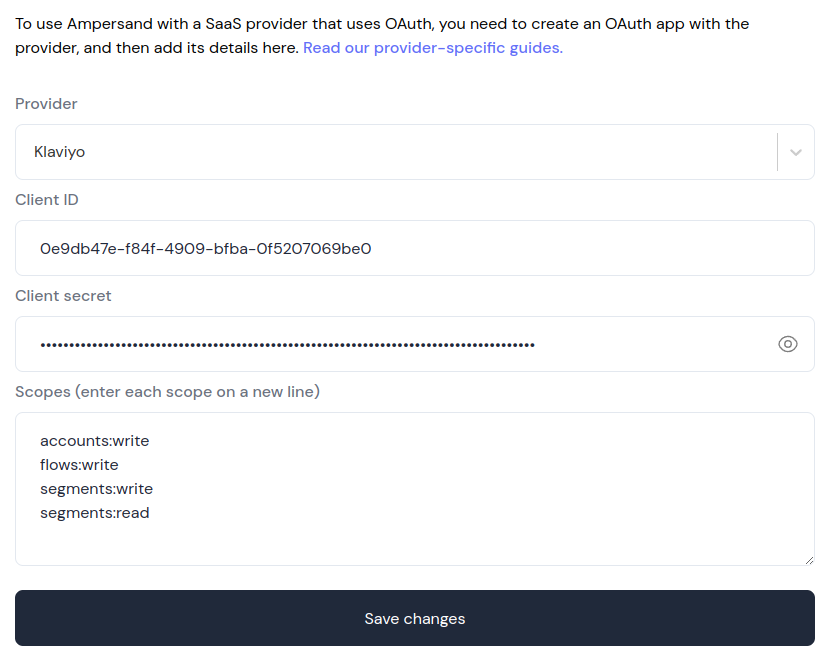 To use Ampersand with a SaaS provider that uses OAuth, you need to create an OAuth app with the
provider, and then add its details here. Read our provider-specific guides.
Provider
Klaviyo
Client ID
0e9db47e-f84f-4909-bfba-0f5207069be0
Client secret
••••••••••••••••••••••••••••••••••••••••••••••••••••••••••••••••••••••••••••••••••••••
Scopes (enter each scope on a new line)
accounts:write
flows:write
segments:write
segments:read
Save changes